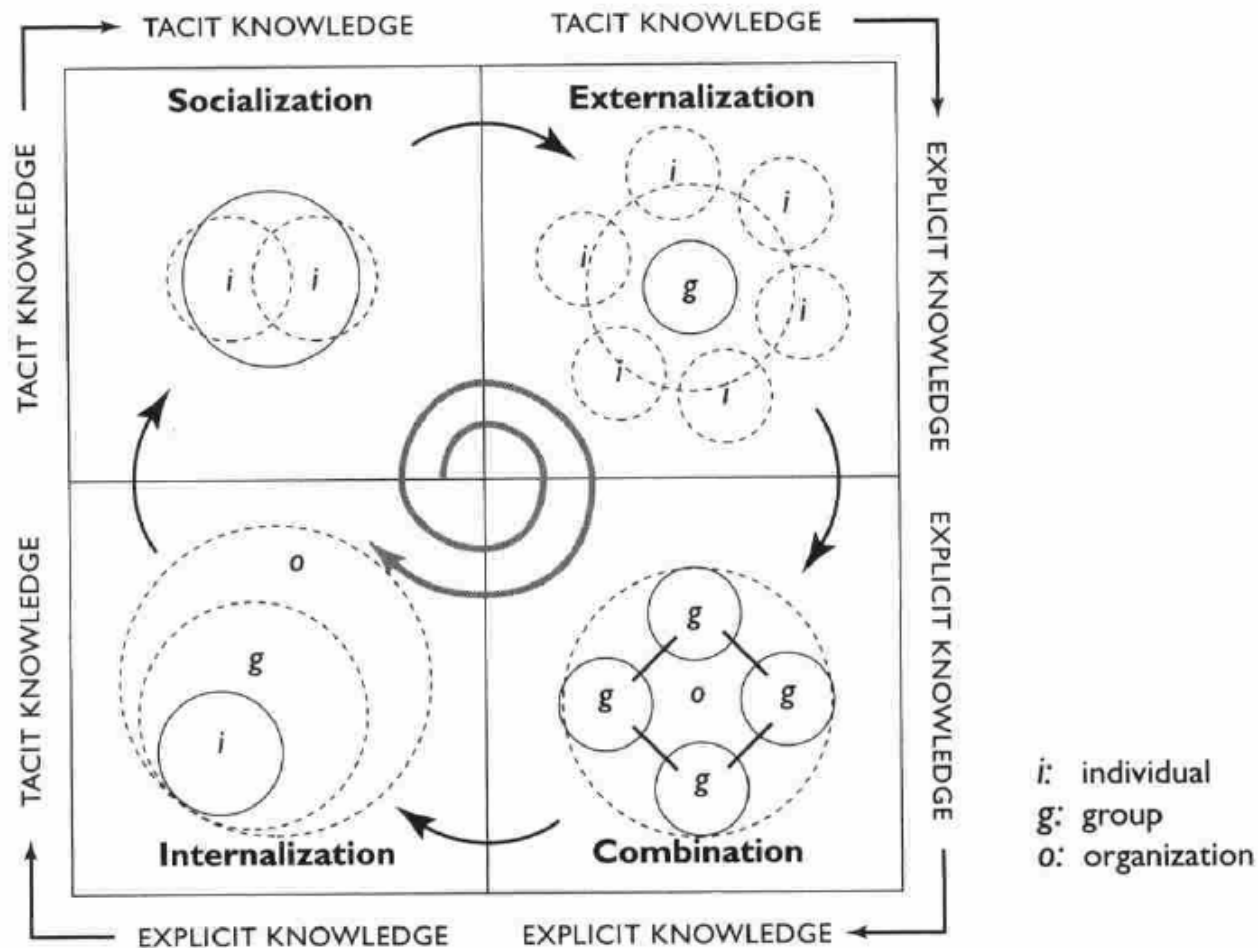 TACIT KNOWLEDGE
TACIT KNOWLEDGE
Socialization
Externalization
TACIT KNOWLEDGE
EXPLICIT KNOWLEDGE
i
i
i
i
i
i
i
i
g
TACIT KNOWLEDGE
EXPLICIT KNOWLEDGE
o
g
i
g
g
o
g
g
Internalization
Combination
EXPLICIT KNOWLEDGE
EXPLICIT KNOWLEDGE
i: individual
g: group
o: organization